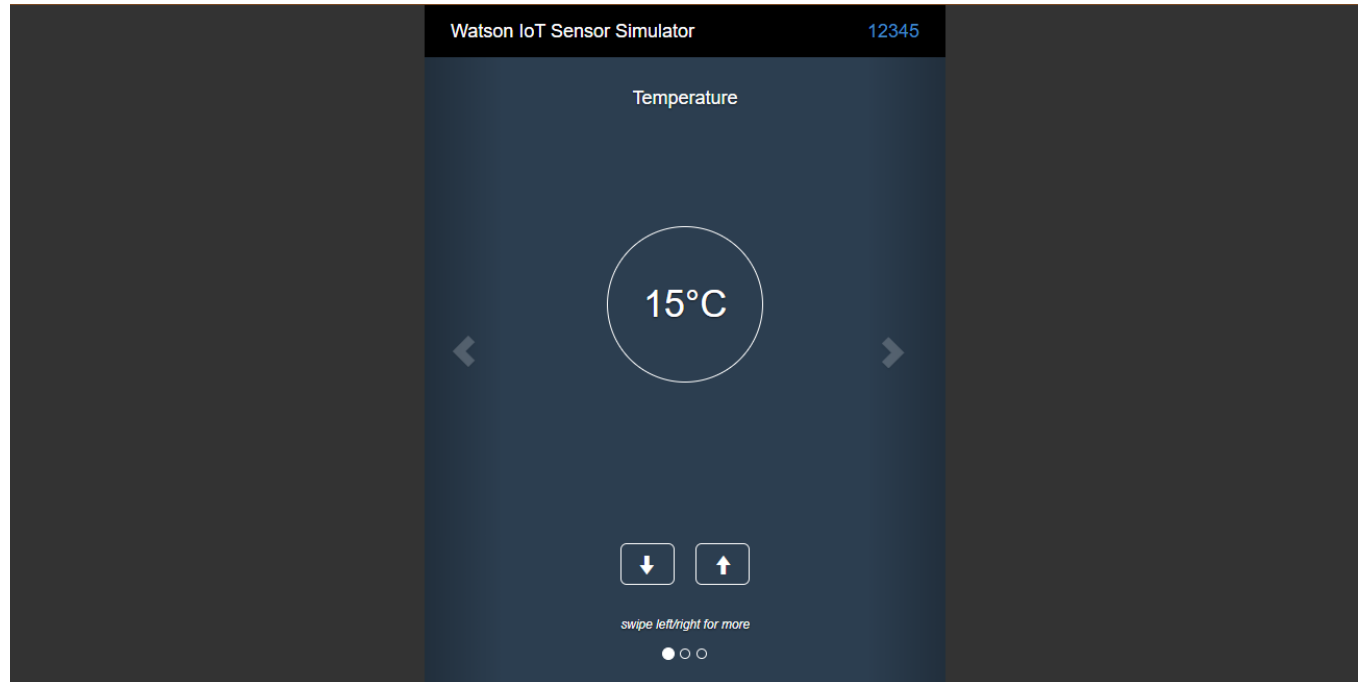 Watson IoT Sensor Simulator 12345
Temperature
15°C
swipe left/right for more